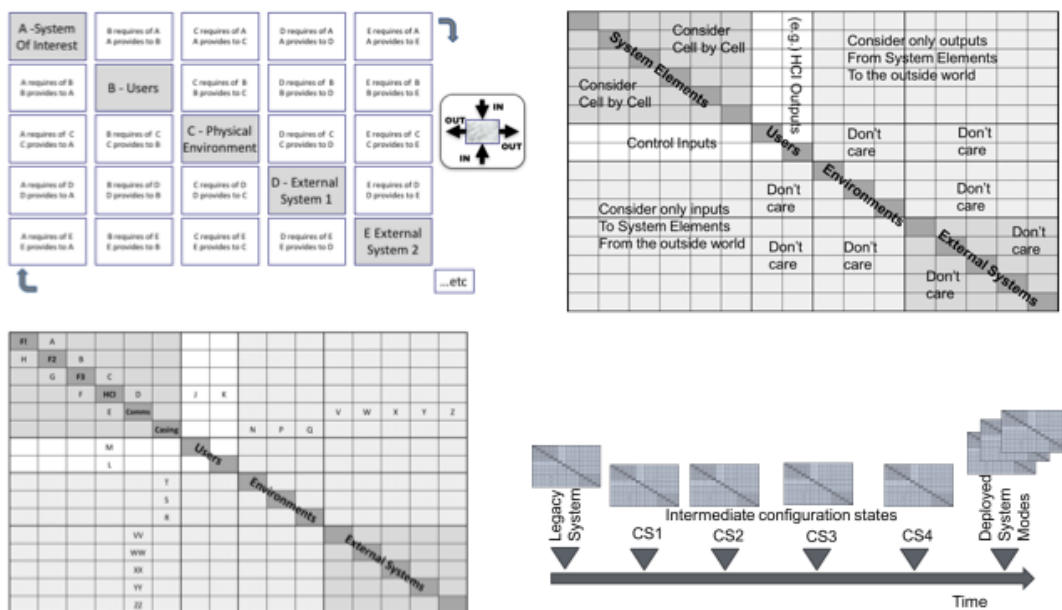 A -System
Of Interest
B requires of A
A provides to B
C requires of A
A provides to C
D requires of A
A provides to D
E requires of A
A provides to E
A requires of B
B provides to A
B - Users
C requires of B
B provides to C
D requires of B
B provides to D
E requires of B
B provides to E
A requires of C
C provides to A
B requires of C
C provides to B
C - Physical
Environment
D requires of C
C provides to D
E requires of C
C provides to E
A requires of D
D provides to A
B requires of D
D provides to B
C requires of D
D provides to C
D - External
System 1
E requires of D
D provides to E
A requires of E
E provides to A
B requires of E
E provides to B
C requires of E
E provides to C
D requires of E
E provides to D
E External
System 2
...etc
IN
OUT
OUT
IN
System Elements
Consider
Cell by Cell
(e.g.) HCI Outputs
Consider only outputs
From System Elements
To the outside world
Consider
Cell by Cell
Control Inputs
Users
Don't
care
Don't
care
Environments
Don't
care
Don't
care
Consider only inputs
To System Elements
From the outside world
Don't
care
Don't
care
External Systems
Don't
care
Don't
care
F1 A
H F2 B
G F3 C
F HCI D J K
E Comms V W X Y Z
Casing N P Q
M
L
Users
T
S
R
Environments
VV
WW
XX
YY
ZZ
External Systems
Legacy
System
Intermediate configuration states
CS1 CS2 CS3 CS4
Deployed
System
Modes
Time